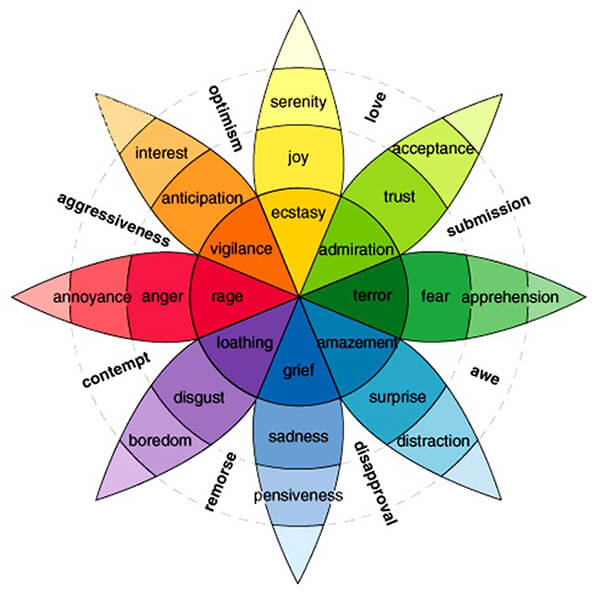 serenity
joy
ecstasy
optimism
love
interest
anticipation
vigilance
acceptance
trust
admiration
aggressiveness
submission
annoyance
anger
rage
terror
fear
apprehension
contempt
awe
loathing
disgust
boredom
grief
sadness
pensiveness
amazement
surprise
distraction
remorse
disapproval